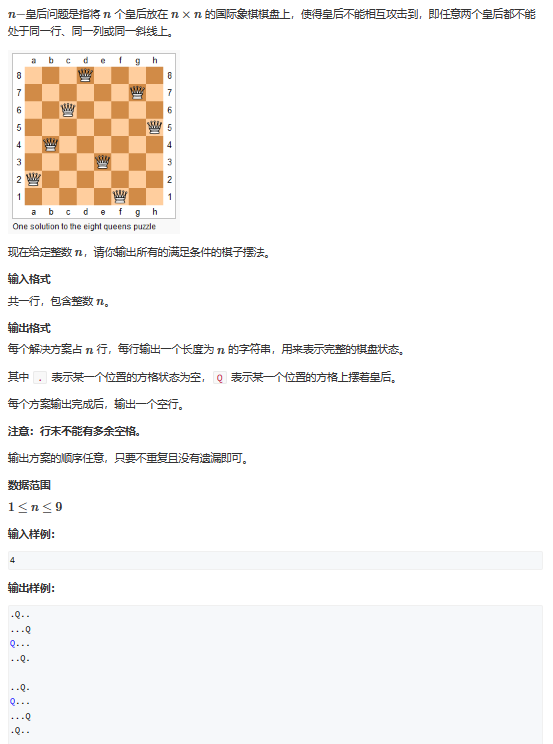 n−皇后问题是指将 n 个皇后放在 n × n 的国际象棋棋盘上，使得皇后不能相互攻击到，即任意两个皇后都不能
处于同一行、同一列或同一斜线上。
a b c d e f g h
8 8
7 7
6 6
5 5
4 4
3 3
2 2
1 1
a b c d e f g h
One solution to the eight queens puzzle
现在给定整数 n，请你输出所有的满足条件的棋子摆法。
输入格式
共一行，包含整数 n。
输出格式
每个解决方案占 n 行，每行输出一个长度为 n 的字符串，用来表示完整的棋盘状态。
其中 . 表示某一个位置的方格状态为空，Q 表示某一个位置的方格上摆着皇后。
每个方案输出完成后，输出一个空行。
注意：行末不能有多余空格。
输出方案的顺序任意，只要不重复且没有遗漏即可。
数据范围
1 ≤ n ≤ 9
输入样例：
4
输出样例：
.Q..
...Q
Q...
..Q.

..Q.
Q...
...Q
.Q..